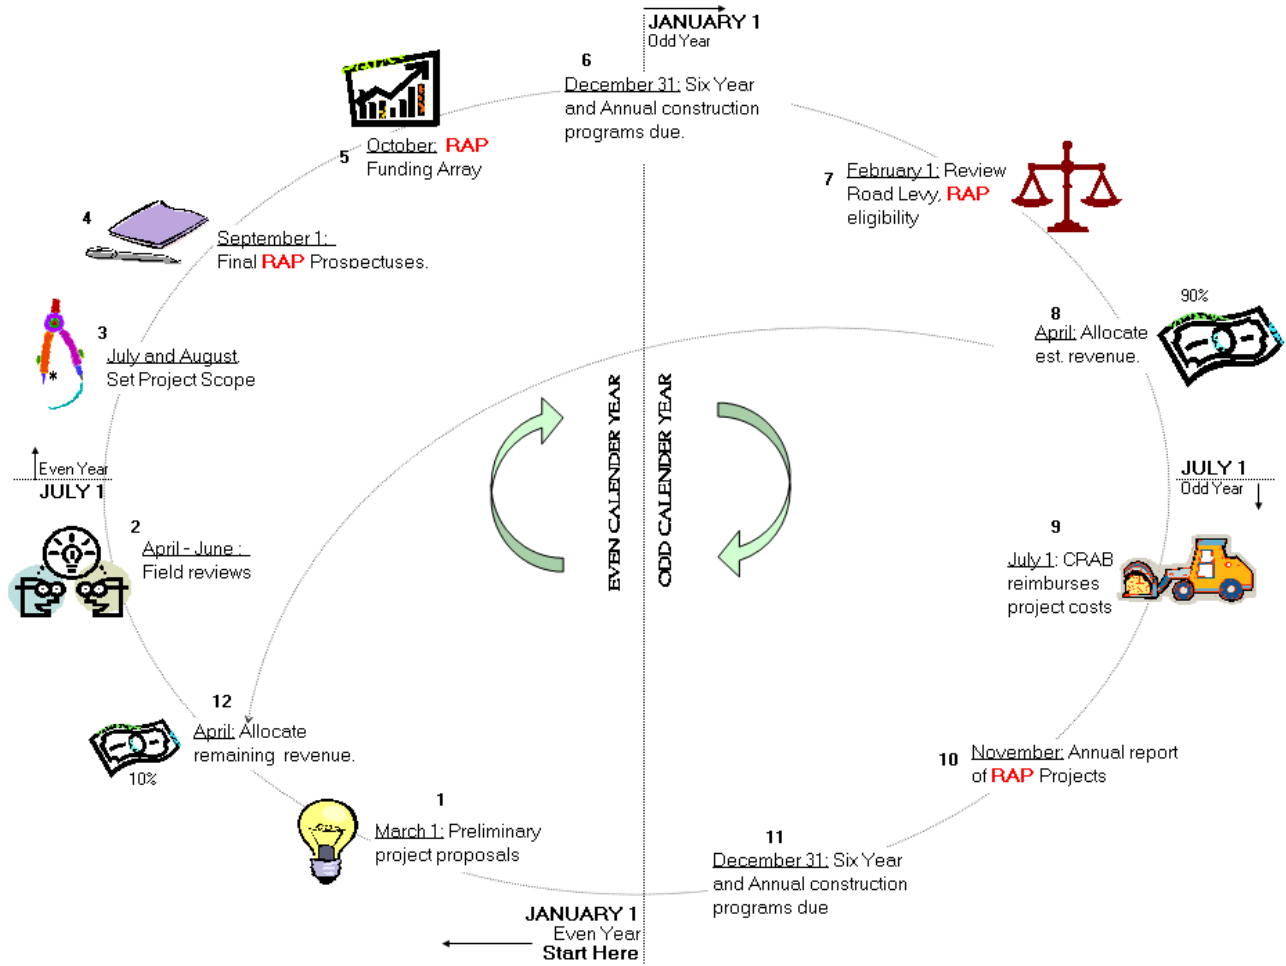 JANUARY 1
Odd Year
6
December 31: Six Year
and Annual construction
programs due.
5
October: RAP
Funding Array
7
February 1: Review
Road Levy, RAP
eligibility
4
September 1:
Final RAP Prospectuses.
3
July and August
Set Project Scope
*
8
April: Allocate
est. revenue.
90%
EVEN CALENDER YEAR
ODD CALENDER YEAR
Even Year
JULY 1
JULY 1
Odd Year
2
April - June :
Field reviews
9
July 1: CRAB
reimburses
project costs
12
April: Allocate
remaining revenue.
10%
10
November: Annual report
of RAP Projects
1
March 1: Preliminary
project proposals
11
December 31: Six Year
and Annual construction
programs due
JANUARY 1
Even Year
Start Here